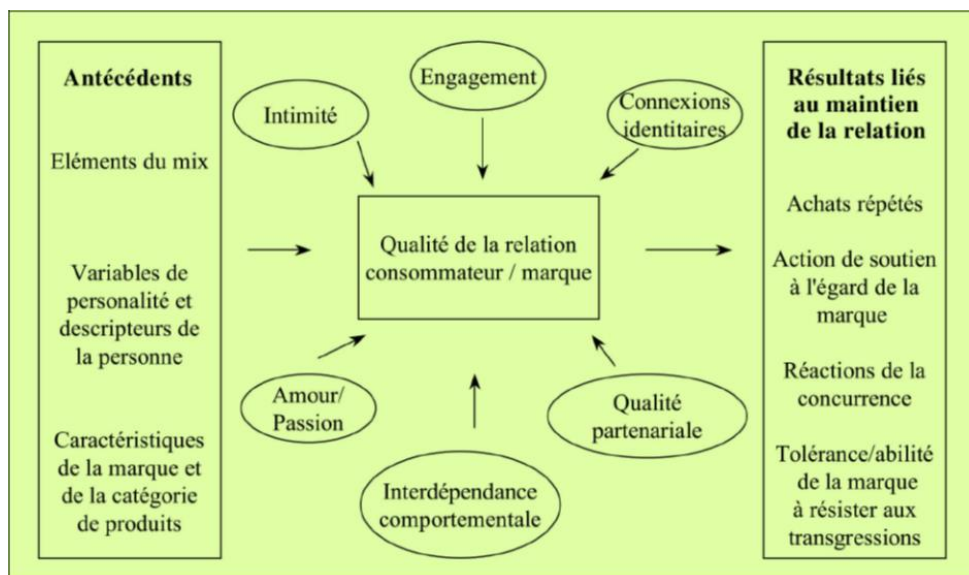 Antécédents
Eléments du mix
Variables de
personalité et
descripteurs de
la personne
Caractéristiques
de la marque et
de la catégorie
de produits
Intimité
Engagement
Connexions
identitaires
Qualité de la relation
consommateur / marque
Amour/
Passion
Interdépendance
comportementale
Qualité
partenariale
Résultats liés
au maintien
de la relation
Achats répétés
Action de soutien
à l'égard de la
marque
Réactions de la
concurrence
Tolérance/abilité
de la marque
à résister aux
transgressions